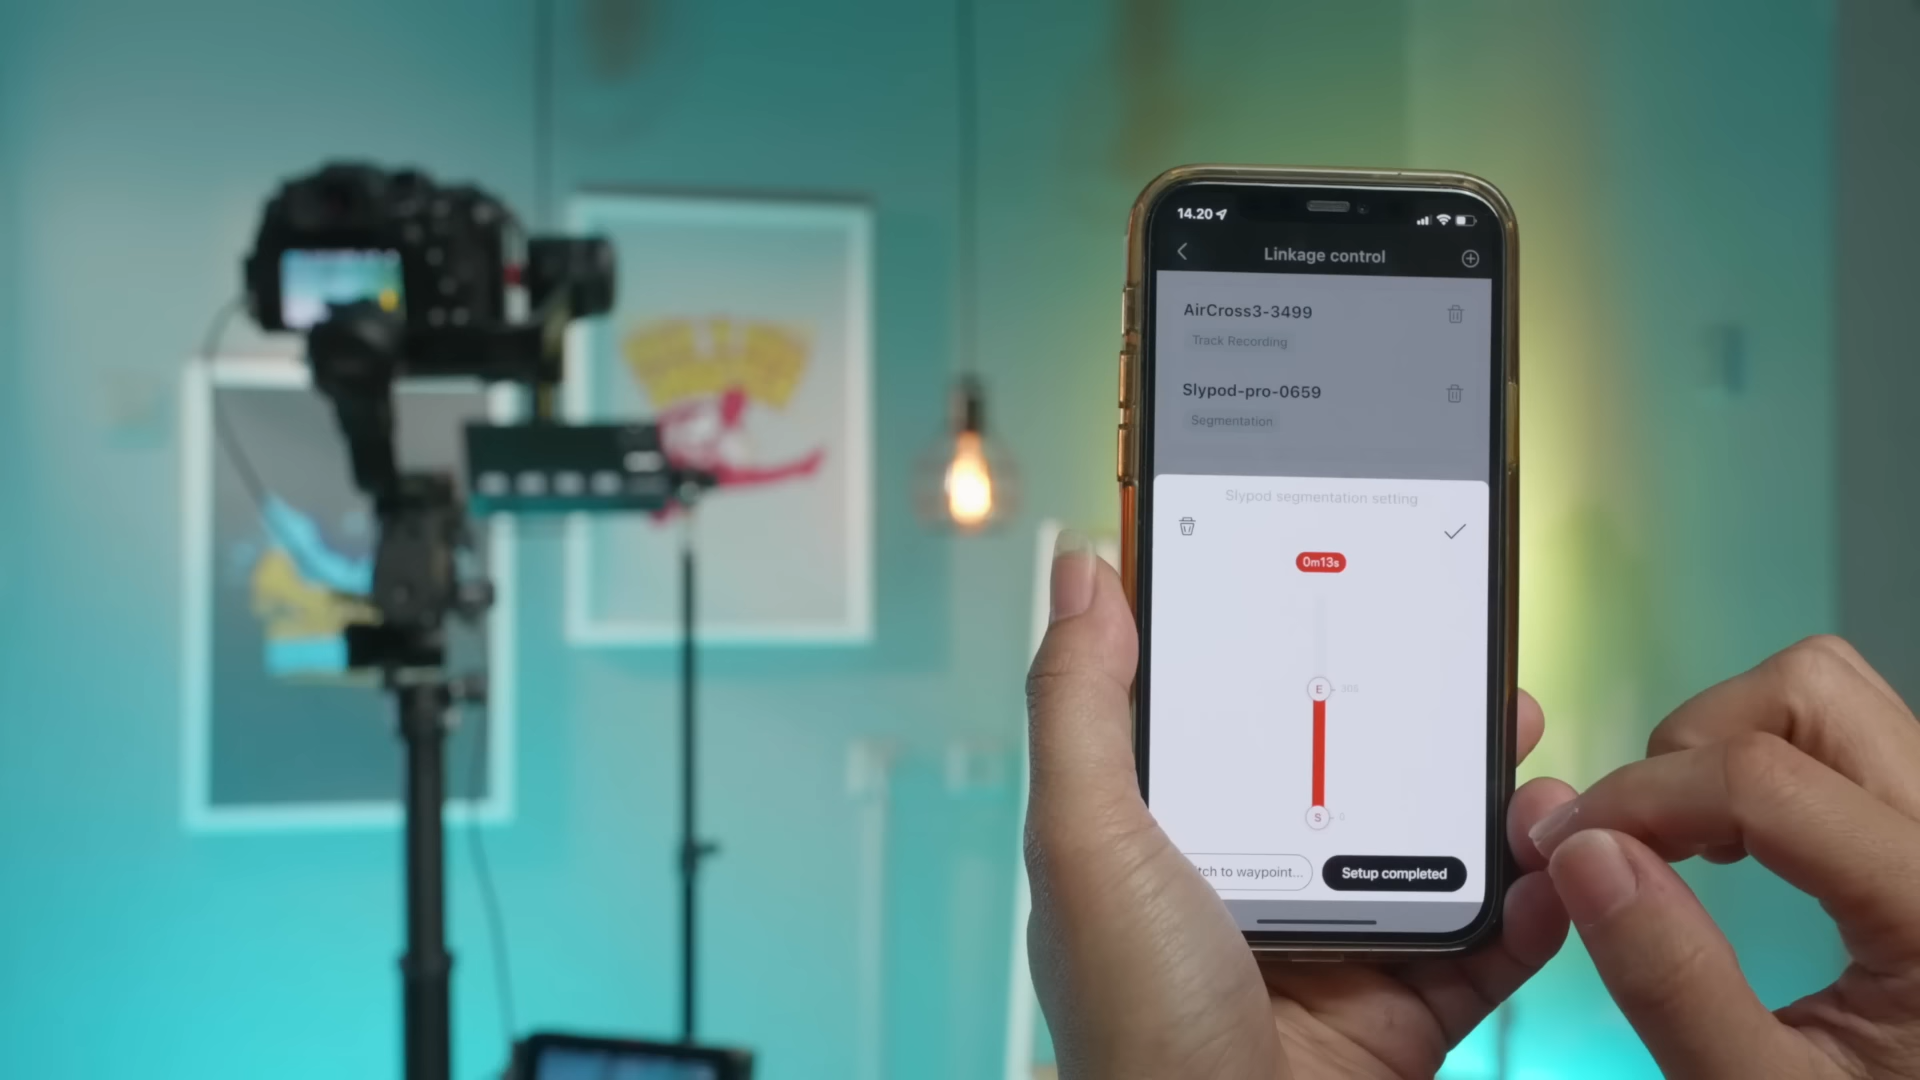 14.20
Linkage control
AirCross3-3499
Track Recording
Slypod-pro-0659
Segmentation
Slypod segmentation setting
0m13s
E
S
tch to waypoint...
Setup completed